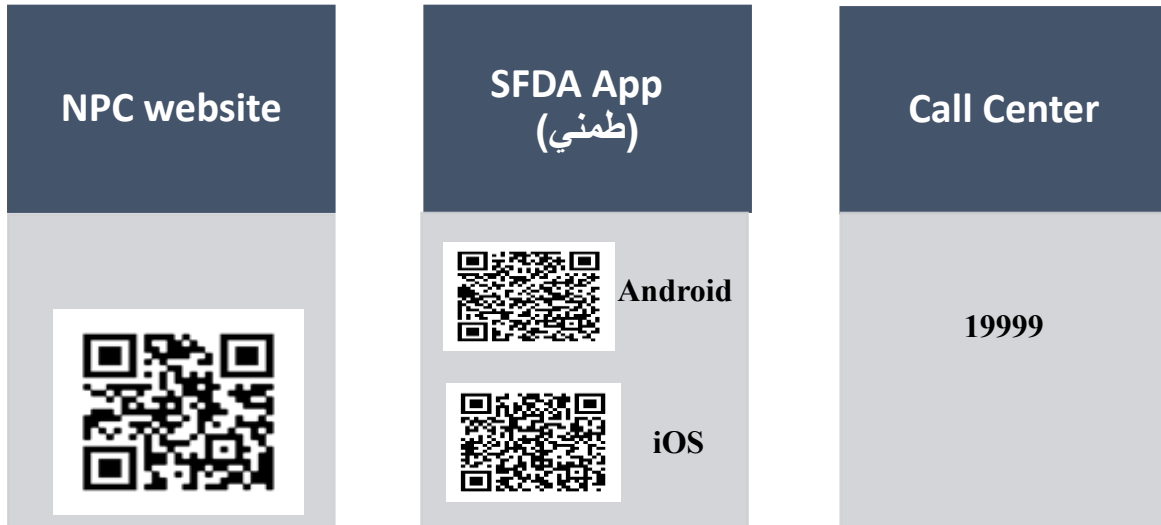 NPC website
SFDA App
(طمني)
Call Center
Android
iOS
19999